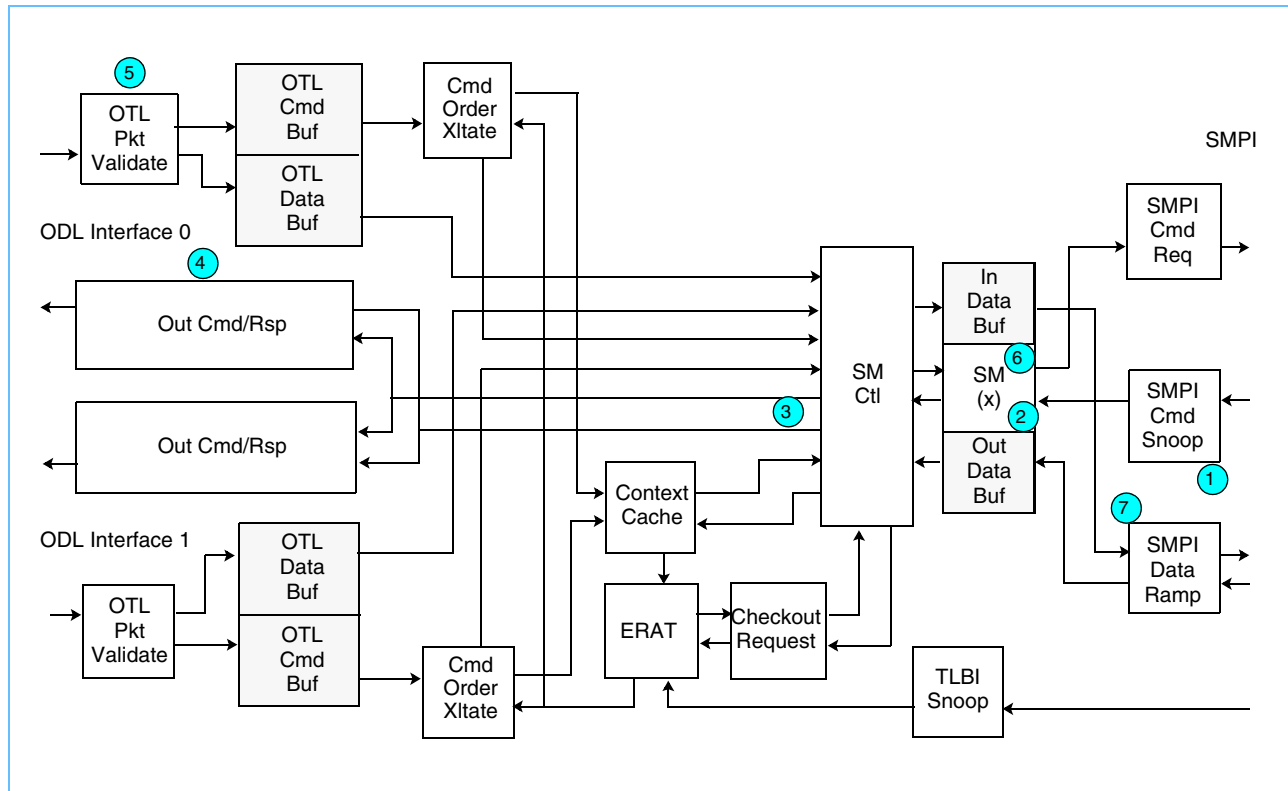 5
OTL
Pkt
Validate
OTL
Cmd
Buf
OTL
Data
Buf
Cmd
Order
Xltate
SMPI
SMPI
Cmd
Req
ODL Interface 0
4
Out Cmd/Rsp
Out Cmd/Rsp
3
SM
Ctl
In
Data
Buf
6
SM
(x)
2
Out
Data
Buf
SMPI
Cmd
Snoop
1
7
SMPI
Data
Ramp
Context
Cache
ODL Interface 1
OTL
Pkt
Validate
OTL
Data
Buf
OTL
Cmd
Buf
Cmd
Order
Xltate
ERAT
Checkout
Request
TLBI
Snoop